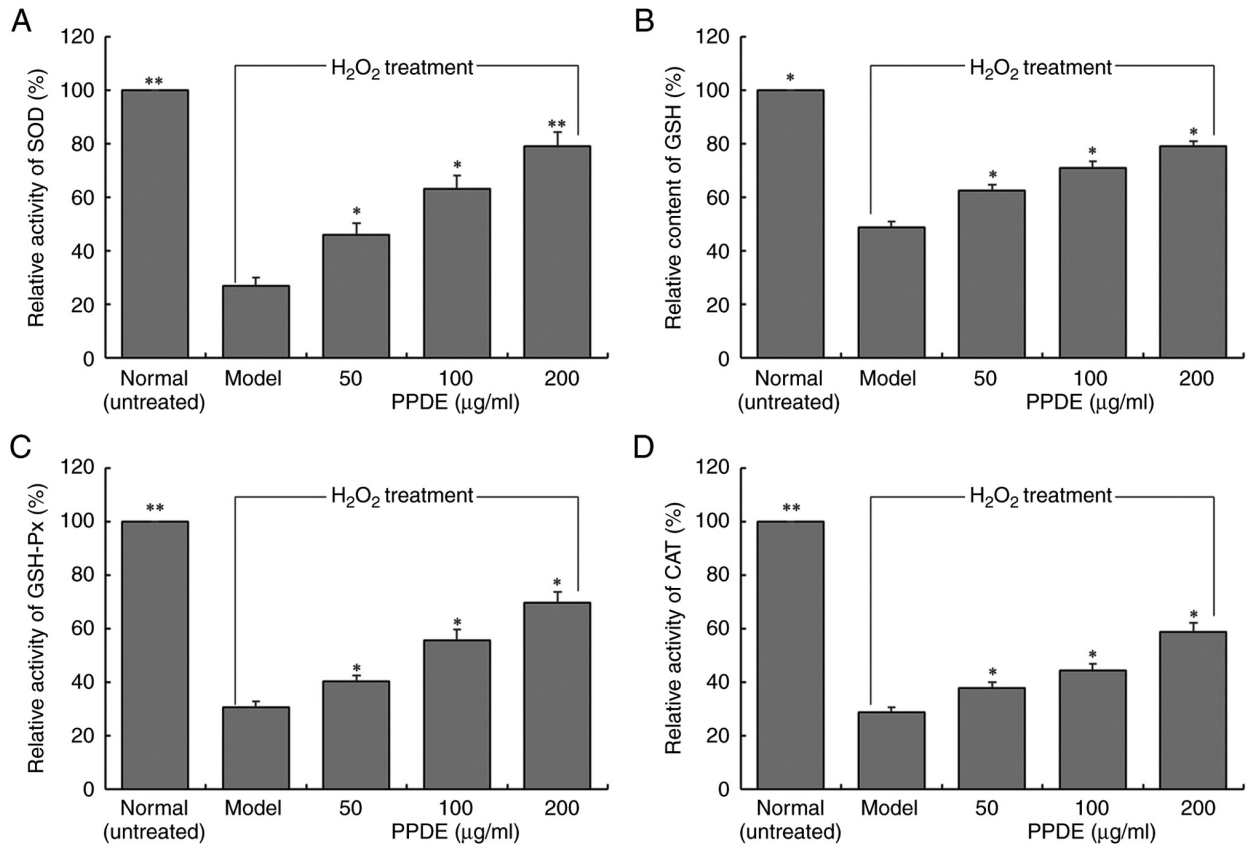 A
Relative activity of SOD (%)
120
100
80
60
40
20
0
H2O2 treatment
**
*
*
**
Normal
(untreated)
Model
50
100
200
PPDE (μg/ml)
B
Relative content of GSH (%)
120
100
80
60
40
20
0
H2O2 treatment
*
*
*
*
Normal
(untreated)
Model
50
100
200
PPDE (μg/ml)
C
Relative activity of GSH-Px (%)
120
100
80
60
40
20
0
H2O2 treatment
**
*
*
*
Normal
(untreated)
Model
50
100
200
PPDE (μg/ml)
D
Relative activity of CAT (%)
120
100
80
60
40
20
0
H2O2 treatment
**
*
*
*
Normal
(untreated)
Model
50
100
200
PPDE (μg/ml)